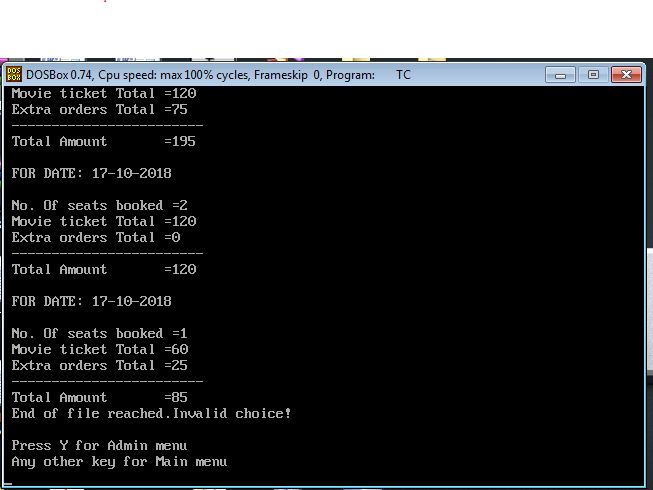 DOSBox 0.74, Cpu speed: max 100% cycles, Frameskip 0, Program: TC
Movie ticket Total =120
Extra orders Total =75
------------------------
Total Amount       =195
FOR DATE: 17-10-2018
No. Of seats booked =2
Movie ticket Total =120
Extra orders Total =0
------------------------
Total Amount       =120
FOR DATE: 17-10-2018
No. Of seats booked =1
Movie ticket Total =60
Extra orders Total =25
------------------------
Total Amount       =85
End of file reached.Invalid choice!
Press Y for Admin menu
Any other key for Main menu